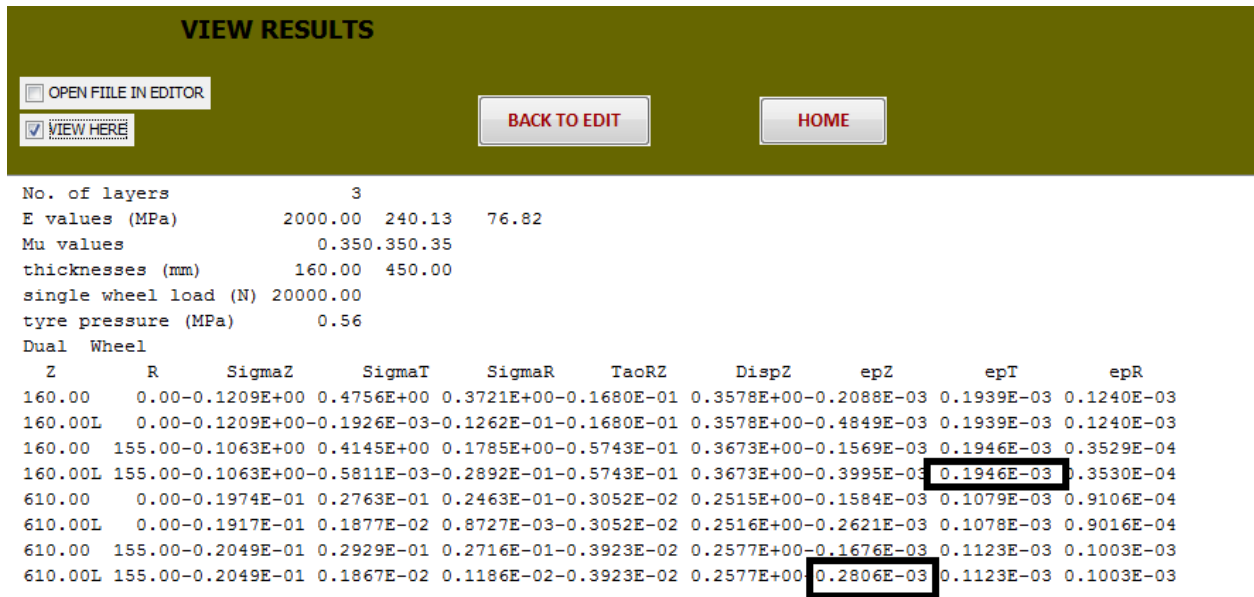 VIEW RESULTS
OPEN FIILE IN EDITOR
VIEW HERE
BACK TO EDIT
HOME
No. of layers 3
E values (MPa) 2000.00 240.13 76.82
Mu values 0.350.350.35
thicknesses (mm) 160.00 450.00
single wheel load (N) 20000.00
tyre pressure (MPa) 0.56
Dual Wheel
Z R SigmaZ SigmaT SigmaR TaoRZ DispZ epZ epT epR
160.00 0.00-0.1209E+00 0.4756E+00 0.3721E+00-0.1680E-01 0.3578E+00-0.2088E-03 0.1939E-03 0.1240E-03
160.00L 0.00-0.1209E+00-0.1926E-03-0.1262E-01-0.1680E-01 0.3578E+00-0.4849E-03 0.1939E-03 0.1240E-03
160.00 155.00-0.1063E+00 0.4145E+00 0.1785E+00-0.5743E-01 0.3673E+00-0.1569E-03 0.1946E-03 0.3529E-04
160.00L 155.00-0.1063E+00-0.5811E-03-0.2892E-01-0.5743E-01 0.3673E+00-0.3995E-03 0.1946E-03 0.3530E-04
610.00 0.00-0.1974E-01 0.2763E-01 0.2463E-01-0.3052E-02 0.2515E+00-0.1584E-03 0.1079E-03 0.9106E-04
610.00L 0.00-0.1917E-01 0.1877E-02 0.8727E-03-0.3052E-02 0.2516E+00-0.2621E-03 0.1078E-03 0.9016E-04
610.00 155.00-0.2049E-01 0.2929E-01 0.2716E-01-0.3923E-02 0.2577E+00-0.1676E-03 0.1123E-03 0.1003E-03
610.00L 155.00-0.2049E-01 0.1867E-02 0.1186E-02-0.3923E-02 0.2577E+00-0.2806E-03 0.1123E-03 0.1003E-03